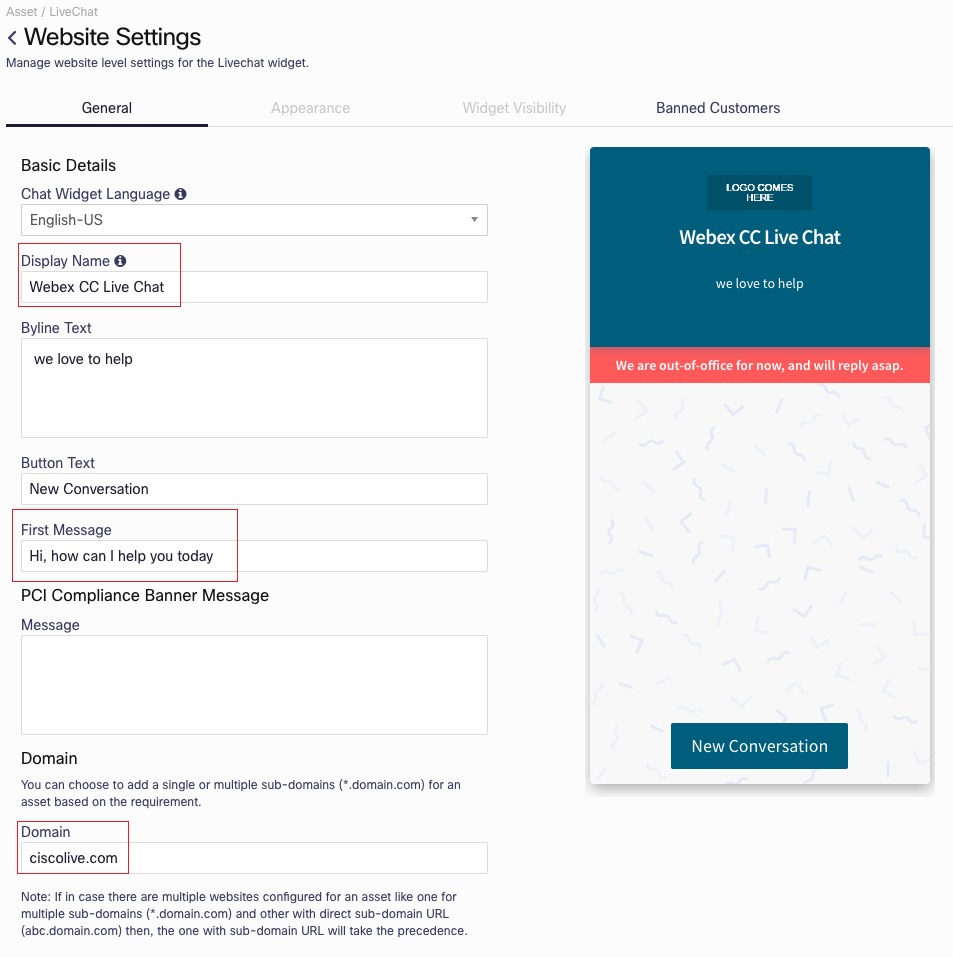 Asset / LiveChat
Website Settings
Manage website level settings for the Livechat widget.
General
Appearance
Widget Visibility
Banned Customers
Basic Details
Chat Widget Language
English-US
Display Name
Webex CC Live Chat
Byline Text
we love to help
Button Text
New Conversation
First Message
Hi, how can I help you today
PCI Compliance Banner Message
Message
Domain
You can choose to add a single or multiple sub-domains (*.domain.com) for an
asset based on the requirement.
Domain
ciscolive.com
Note: If in case there are multiple websites configured for an asset like one for
multiple sub-domains (*.domain.com) and other with direct sub-domain URL
(abc.domain.com) then, the one with sub-domain URL will take the precedence.
LOGO COMES
HERE
Webex CC Live Chat
we love to help
We are out-of-office for now, and will reply asap.
New Conversation